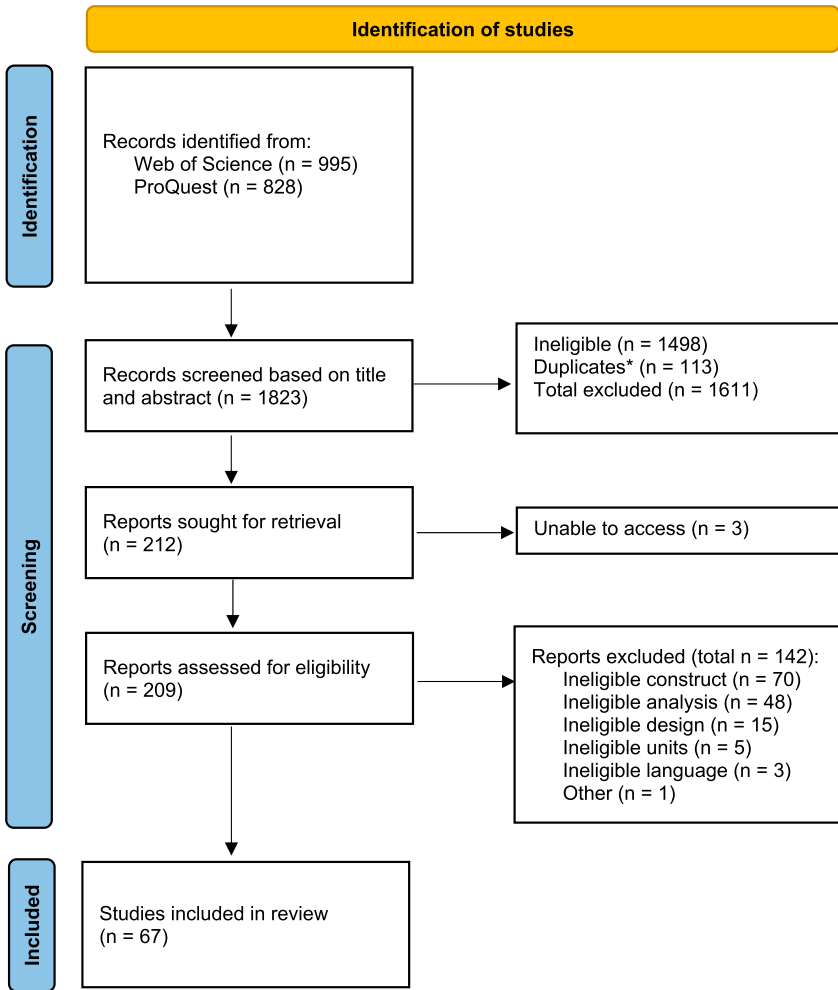 Identification of studies
Identification
Records identified from:
Web of Science (n = 995)
ProQuest (n = 828)
Screening
Records screened based on title
and abstract (n = 1823)
Ineligible (n = 1498)
Duplicates* (n = 113)
Total excluded (n = 1611)
Reports sought for retrieval
(n = 212)
Unable to access (n = 3)
Reports assessed for eligibility
(n = 209)
Reports excluded (total n = 142):
Ineligible construct (n = 70)
Ineligible analysis (n = 48)
Ineligible design (n = 15)
Ineligible units (n = 5)
Ineligible language (n = 3)
Other (n = 1)
Included
Studies included in review
(n = 67)